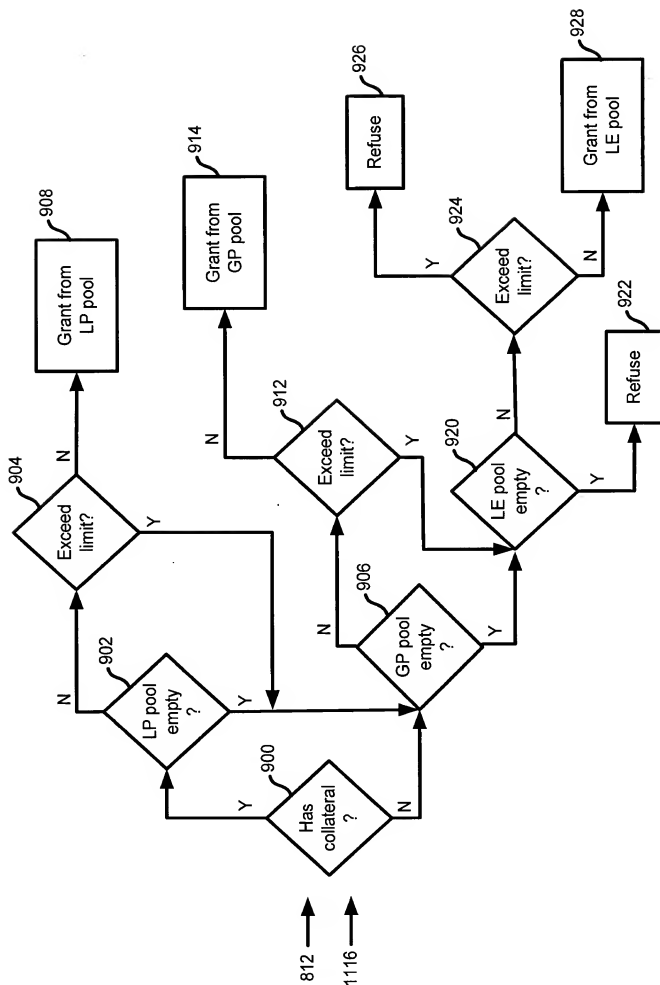 812
1116
Has
collateral
?
900
Y
N
LP pool
empty
?
902
N
Y
Exceed
limit?
904
N
Y
Grant from
LP pool
908
GP pool
empty
?
906
N
Y
Exceed
limit?
912
N
Y
Grant from
GP pool
914
LE pool
empty
?
920
N
Y
Refuse
922
Exceed
limit?
924
Y
N
Refuse
926
Grant from
LE pool
928